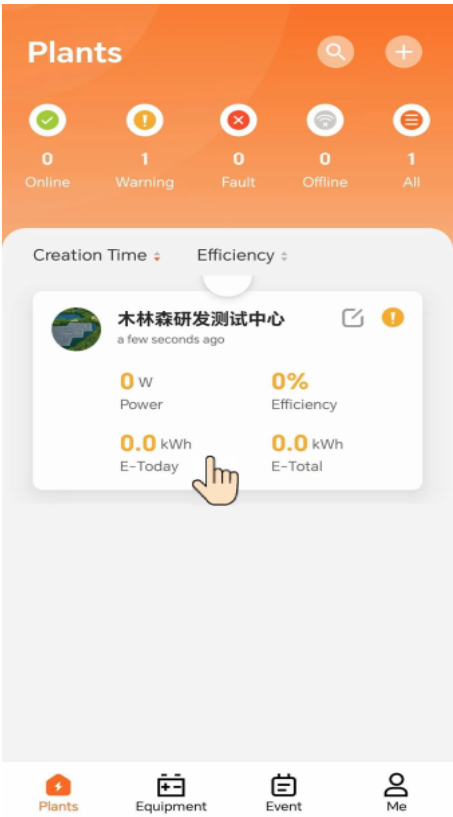 Plants
0 1 0 0 1
Online Warning Fault Offline All
Creation Time Efficiency
木林森研发测试中心
a few seconds ago
0 W 0%
Power Efficiency
0.0 kWh 0.0 kWh
E-Today E-Total
Plants Equipment Event Me